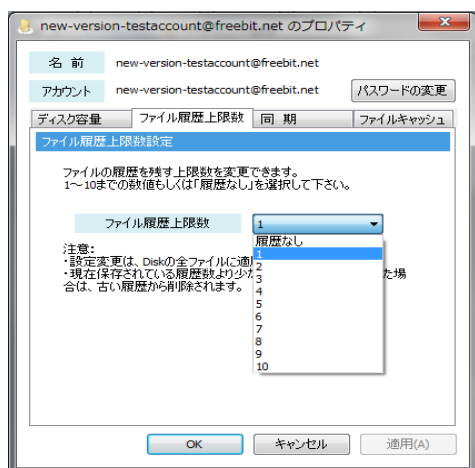 new-version-testaccount@freebit.net のプロパティ
名 前 new-version-testaccount@freebit.net
アカウント new-version-testaccount@freebit.net パスワードの変更
ディスク容量 ファイル履歴上限数 同 期 ファイルキャッシュ
ファイル履歴上限数設定
ファイルの履歴を残す上限数を変更できます。
1~10までの数値もしくは「履歴なし」を選択して下さい。
ファイル履歴上限数 1
履歴なし
1
2
3
4
5
6
7
8
9
10
注意:
・設定変更は、Diskの全ファイルに適
・現在保存されている履歴数より少 た場
合は、古い履歴から削除されます。
OK キャンセル 適用(A)